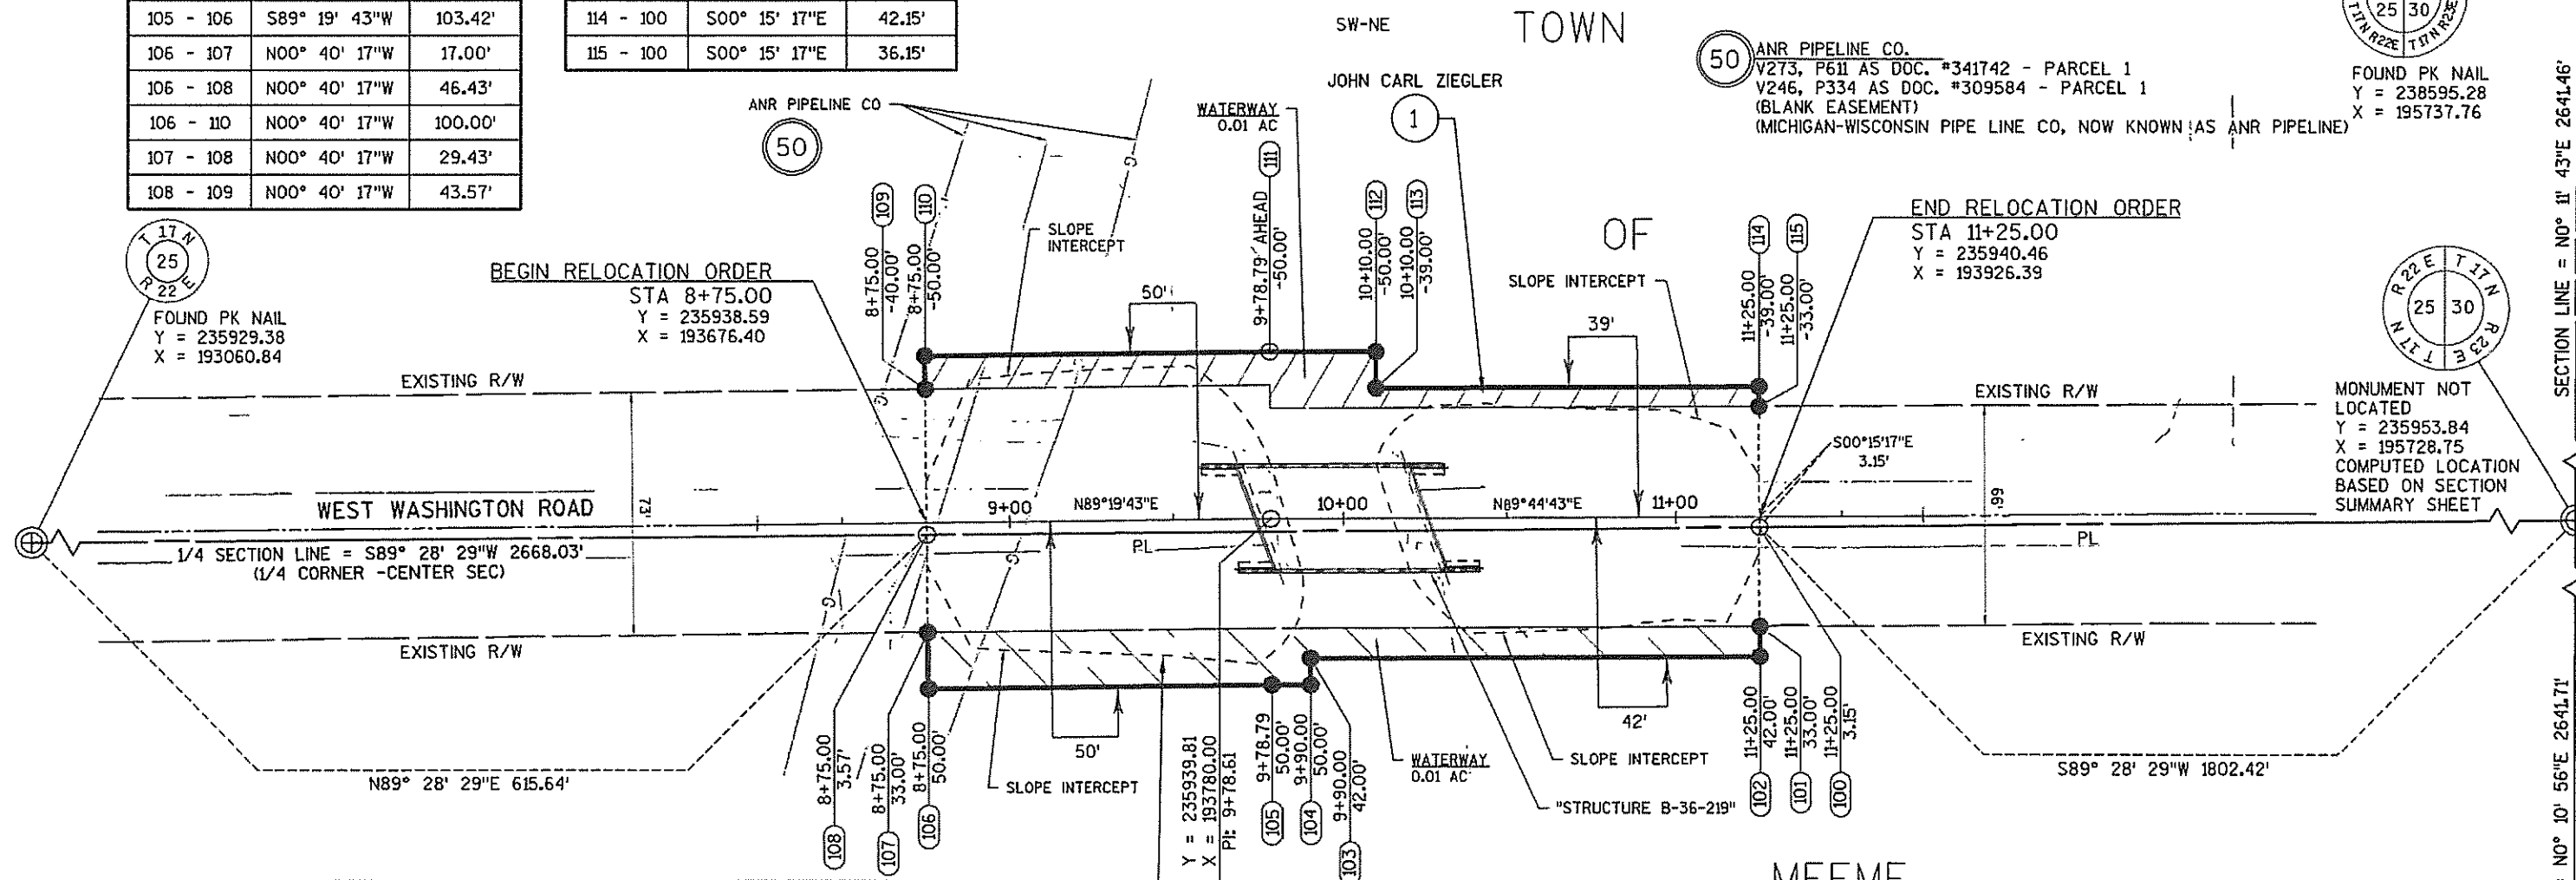 105 - 106 S89° 19' 43"W 103.42'
106 - 107 N00° 40' 17"W 17.00'
106 - 108 N00° 40' 17"W 46.43'
106 - 110 N00° 40' 17"W 100.00'
107 - 108 N00° 40' 17"W 29.43'
108 - 109 N00° 40' 17"W 43.57'
114 - 100 S00° 15' 17"E 42.15'
115 - 100 S00° 15' 17"E 36.15'
SW-NE
TOWN
25 30
T17N R22E T17N R23E
FOUND PK NAIL
Y = 238595.28
X = 195737.76
50
ANR PIPELINE CO.
V273, P611 AS DOC. #341742 - PARCEL 1
V246, P334 AS DOC. #309584 - PARCEL 1
(BLANK EASEMENT)
(MICHIGAN-WISCONSIN PIPE LINE CO, NOW KNOWN AS ANR PIPELINE)
SECTION LINE = N0° 11' 43"E 2641.46'
JOHN CARL ZIEGLER
1
ANR PIPELINE CO
50
WATERWAY
0.01 AC
T 17 N
25
R 22 E
FOUND PK NAIL
Y = 235929.38
X = 193060.84
BEGIN RELOCATION ORDER
STA 8+75.00
Y = 235938.59
X = 193676.40
109
8+75.00
-40.00'
110
8+75.00
-50.00'
SLOPE
INTERCEPT
G
50'
111
9+78.79 AHEAD
-50.00'
112
10+10.00
-50.00'
113
10+10.00
-39.00'
OF
SLOPE INTERCEPT
39'
114
11+25.00
-39.00'
115
11+25.00
-33.00'
END RELOCATION ORDER
STA 11+25.00
Y = 235940.46
X = 193926.39
R 22 E T 17 N
25 30
T 17 N R 23 E
MONUMENT NOT
LOCATED
Y = 235953.84
X = 195728.75
COMPUTED LOCATION
BASED ON SECTION
SUMMARY SHEET
EXISTING R/W
G
EXISTING R/W
73'
S00°15'17"E
3.15'
66'
WEST WASHINGTON ROAD
9+00
N89°19'43"E
10+00
N89°44'43"E
11+00
1/4 SECTION LINE = S89° 28' 29"W 2668.03'
(1/4 CORNER -CENTER SEC)
G
PL
PL
G
EXISTING R/W
EXISTING R/W
N89° 28' 29"E 615.64'
8+75.00
3.57'
108
8+75.00
33.00'
107
8+75.00
50.00'
106
50'
SLOPE INTERCEPT
Y = 235939.81
X = 193780.00
PI: 9+78.61
9+78.79
50.00'
105
9+90.00
50.00'
104
9+90.00
42.00'
103
WATERWAY
0.01 AC
42'
SLOPE INTERCEPT
"STRUCTURE B-36-219"
11+25.00
42.00'
102
11+25.00
33.00'
101
11+25.00
3.15'
100
S89° 28' 29"W 1802.42'
N0° 10' 56"E 2641.71'
MEEME